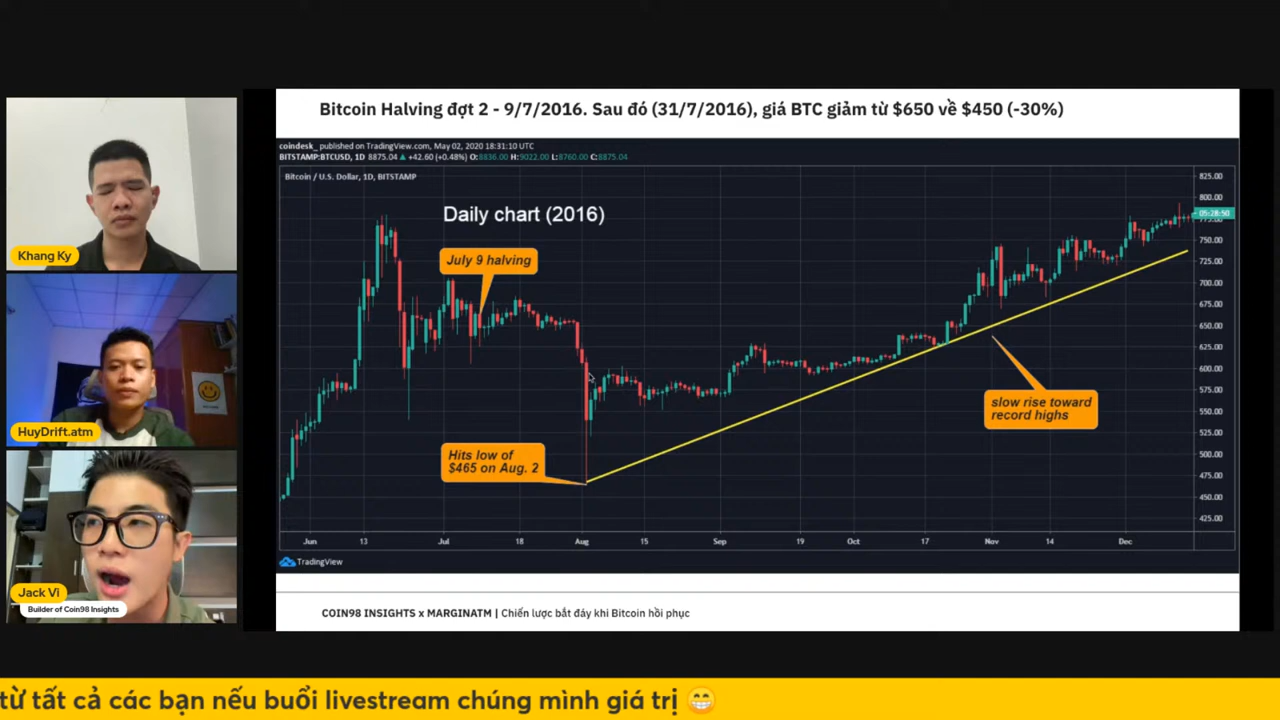 Bitcoin Halving đợt 2 - 9/7/2016. Sau đó (31/7/2016), giá BTC giảm từ $650 về $450 (-30%)
coindesk_ published on TradingView.com, May 02, 2020 18:31:10 UTC
BITSTAMP:BTCUSD, 1D 8875.04 ▲ +42.60 (+0.48%) O:8836.00 H:9022.00 L:8760.00 C:8875.04
Bitcoin / U.S. Dollar, 1D, BITSTAMP
Daily chart (2016)
July 9 halving
Hits low of
$465 on Aug. 2
slow rise toward
record highs
825.00
800.00
05:28:50
750.00
725.00
700.00
675.00
650.00
625.00
600.00
575.00
550.00
525.00
500.00
475.00
450.00
425.00
Jun 13 Jul 18 Aug 15 Sep 19 Oct 17 Nov 14 Dec
TradingView
COIN98 INSIGHTS x MARGINATM | Chiến lược bắt đáy khi Bitcoin hồi phục
Khang Ky
HuyDrift.atm
Jack Vĩ
Builder of Coin98 Insights
từ tất cả các bạn nếu buổi livestream chúng mình giá trị 😁